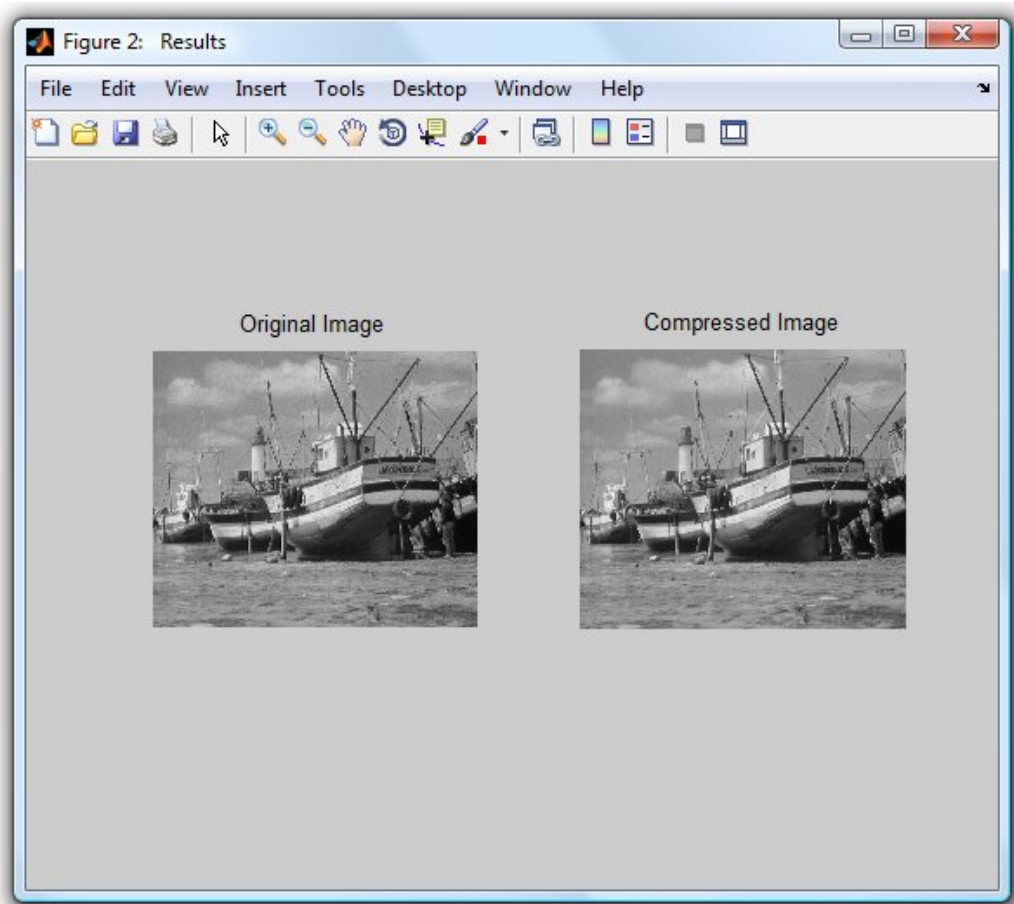 Figure 2: Results
File Edit View Insert Tools Desktop Window Help
Original Image
Compressed Image